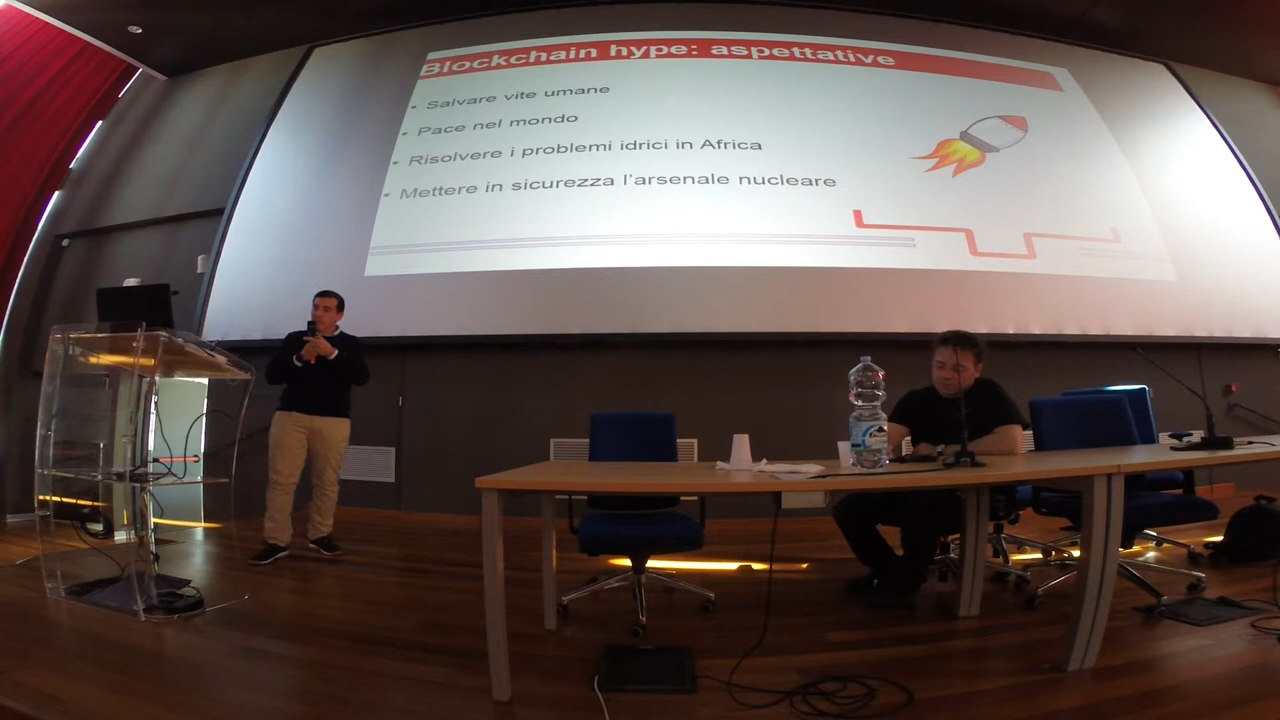 Blockchain hype: aspettative
• Salvare vite umane
• Pace nel mondo
• Risolvere i problemi idrici in Africa
• Mettere in sicurezza l'arsenale nucleare